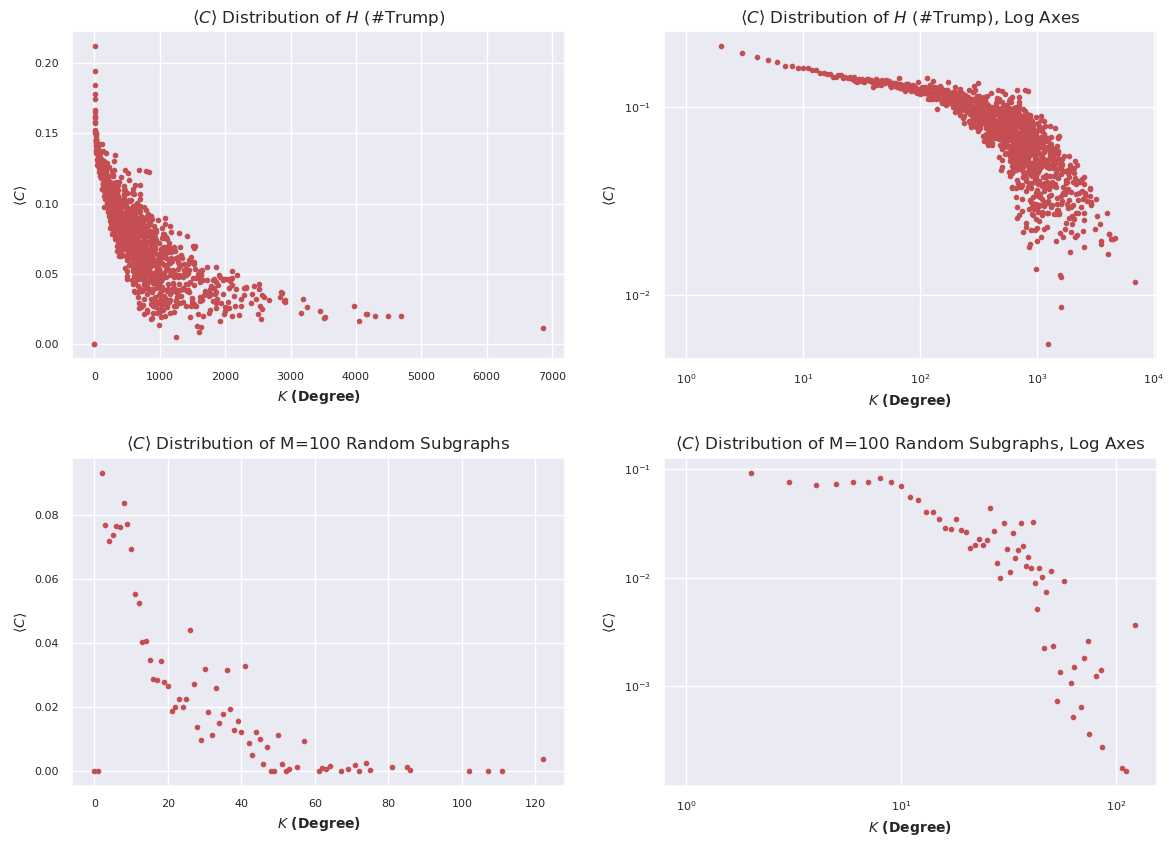 ⟨C⟩ Distribution of H (#Trump)
0.20
0.15
0.10
0.05
0.00
⟨C⟩
0 1000 2000 3000 4000 5000 6000 7000
K (Degree)
⟨C⟩ Distribution of H (#Trump), Log Axes
10⁻¹
10⁻²
⟨C⟩
10⁰ 10¹ 10² 10³ 10⁴
K (Degree)
⟨C⟩ Distribution of M=100 Random Subgraphs
0.08
0.06
0.04
0.02
0.00
⟨C⟩
0 20 40 60 80 100 120
K (Degree)
⟨C⟩ Distribution of M=100 Random Subgraphs, Log Axes
10⁻¹
10⁻²
10⁻³
⟨C⟩
10⁰ 10¹ 10²
K (Degree)